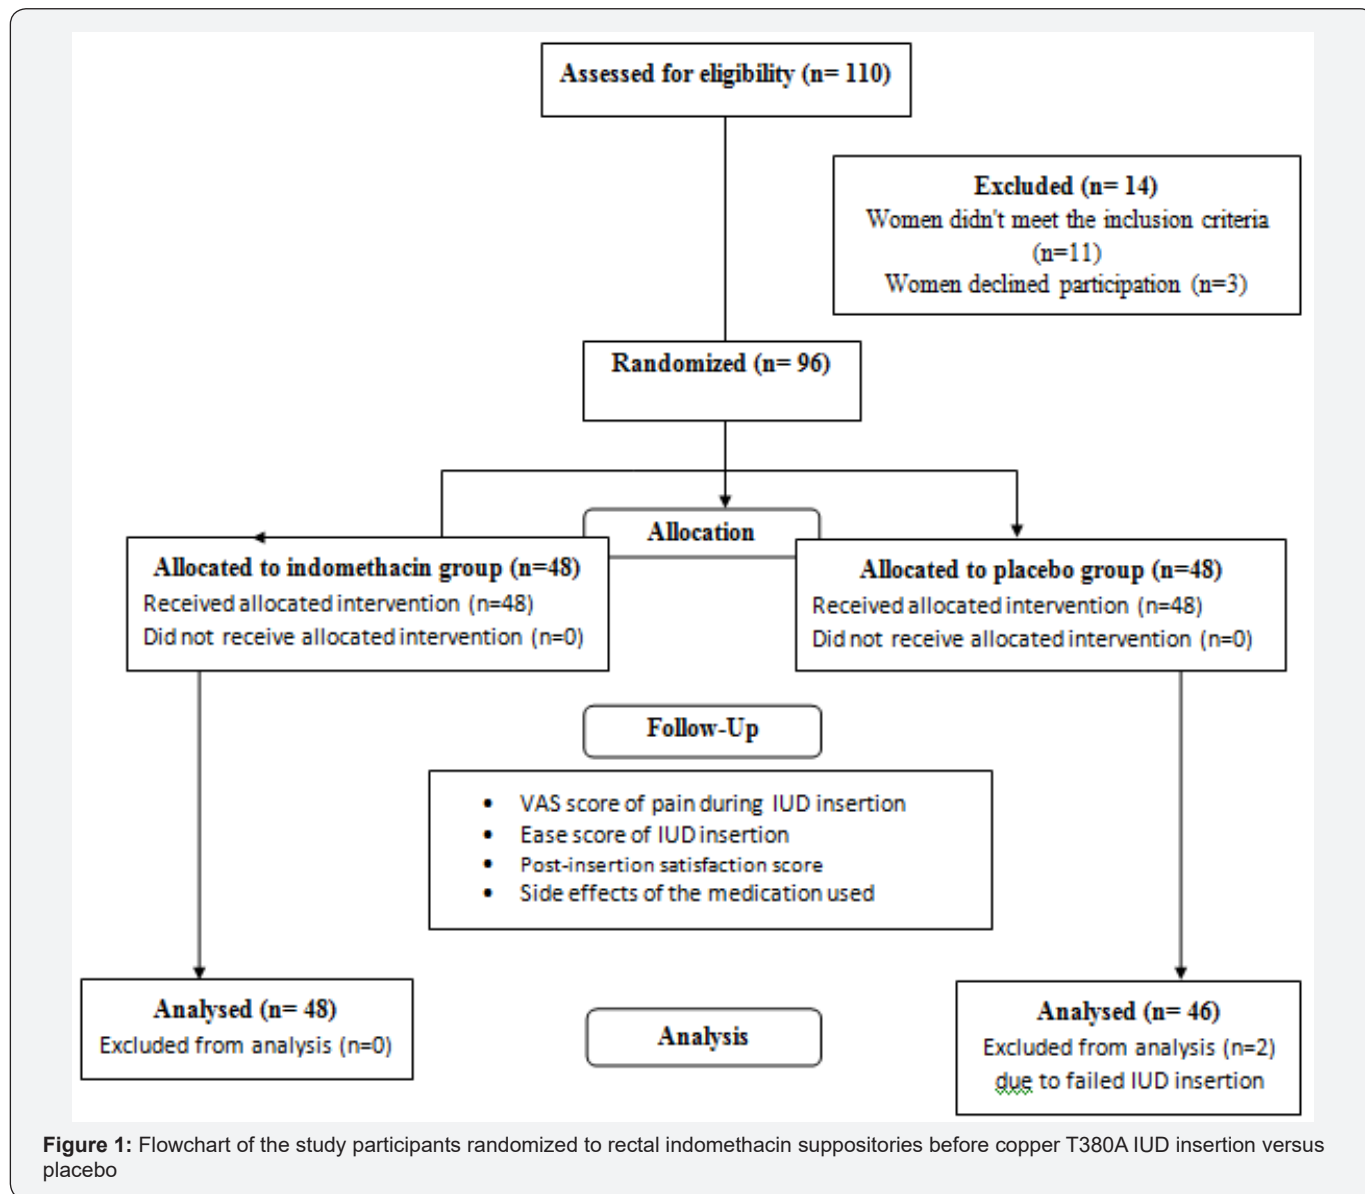 Assessed for eligibility (n= 110)
Excluded (n= 14)
Women didn't meet the inclusion criteria
(n=11)
Women declined participation (n=3)
Randomized (n= 96)
Allocation
Allocated to indomethacin group (n=48)
Received allocated intervention (n=48)
Did not receive allocated intervention (n=0)
Allocated to placebo group (n=48)
Received allocated intervention (n=48)
Did not receive allocated intervention (n=0)
Follow-Up
• VAS score of pain during IUD insertion
• Ease score of IUD insertion
• Post-insertion satisfaction score
• Side effects of the medication used
Analysed (n= 48)
Excluded from analysis (n=0)
Analysis
Analysed (n= 46)
Excluded from analysis (n=2)
due to failed IUD insertion
Figure 1: Flowchart of the study participants randomized to rectal indomethacin suppositories before copper T380A IUD insertion versus
placebo